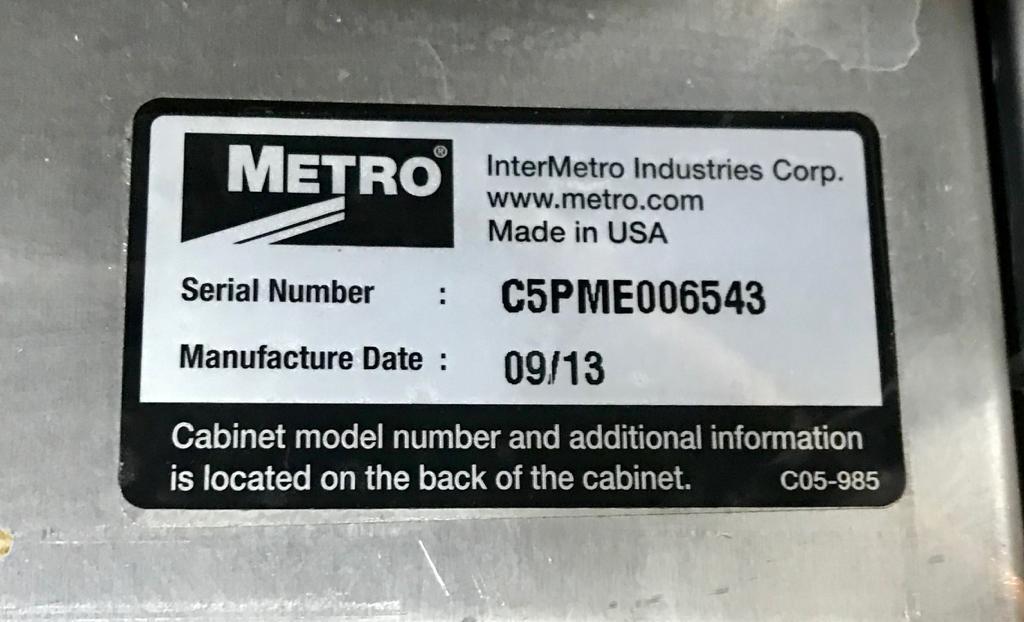 METRO®
InterMetro Industries Corp.
www.metro.com
Made in USA
Serial Number : C5PME006543
Manufacture Date : 09/13
Cabinet model number and additional information
is located on the back of the cabinet. C05-985